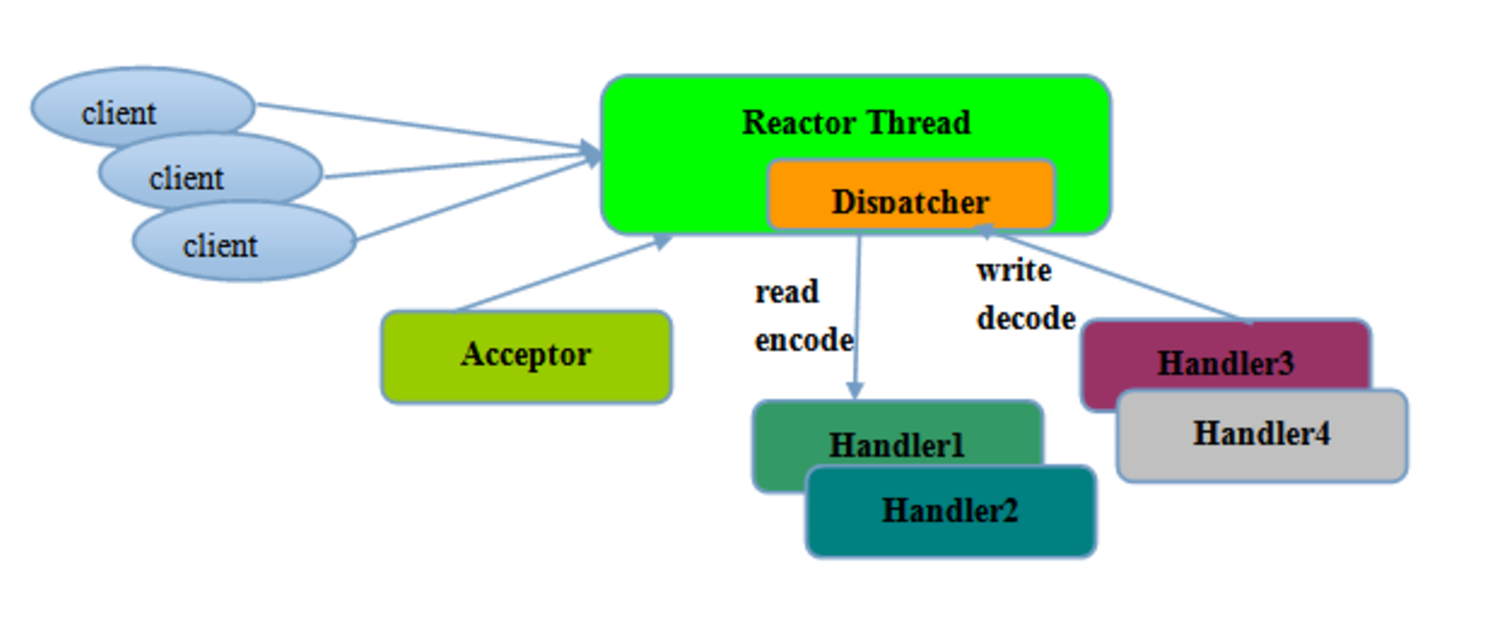 client
client
client
Reactor Thread
Dispatcher
Acceptor
read
encode
write
decode
Handler1
Handler2
Handler3
Handler4